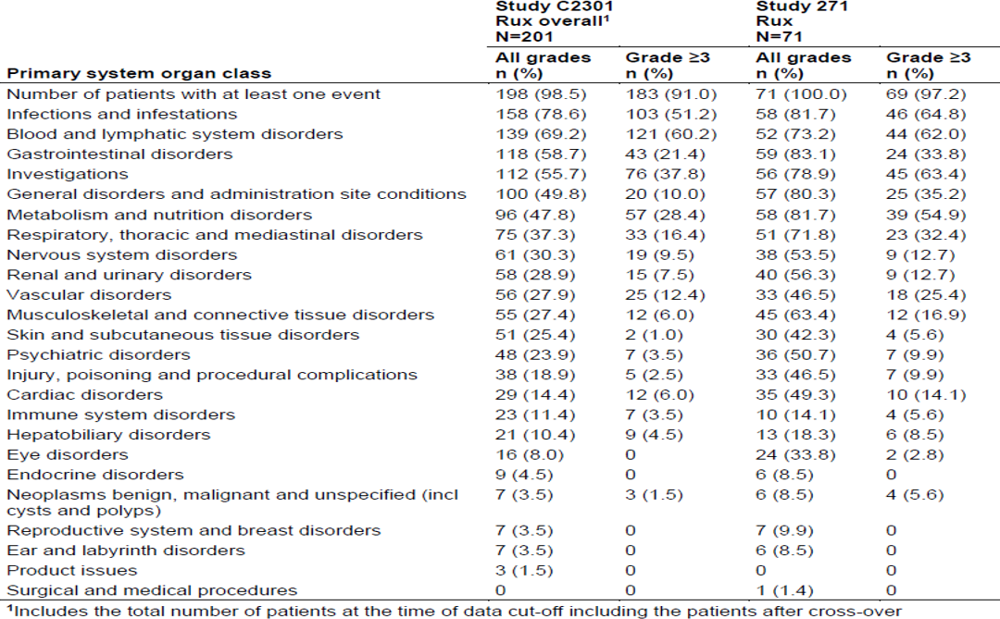 Study C2301 Study 271
Rux overall¹ Rux
N=201 N=71
All grades Grade ≥3 All grades Grade ≥3
Primary system organ class n (%) n (%) n (%) n (%)
Number of patients with at least one event 198 (98.5) 183 (91.0) 71 (100.0) 69 (97.2)
Infections and infestations 158 (78.6) 103 (51.2) 58 (81.7) 46 (64.8)
Blood and lymphatic system disorders 139 (69.2) 121 (60.2) 52 (73.2) 44 (62.0)
Gastrointestinal disorders 118 (58.7) 43 (21.4) 59 (83.1) 24 (33.8)
Investigations 112 (55.7) 76 (37.8) 56 (78.9) 45 (63.4)
General disorders and administration site conditions 100 (49.8) 20 (10.0) 57 (80.3) 25 (35.2)
Metabolism and nutrition disorders 96 (47.8) 57 (28.4) 58 (81.7) 39 (54.9)
Respiratory, thoracic and mediastinal disorders 75 (37.3) 33 (16.4) 51 (71.8) 23 (32.4)
Nervous system disorders 61 (30.3) 19 (9.5) 38 (53.5) 9 (12.7)
Renal and urinary disorders 58 (28.9) 15 (7.5) 40 (56.3) 9 (12.7)
Vascular disorders 56 (27.9) 25 (12.4) 33 (46.5) 18 (25.4)
Musculoskeletal and connective tissue disorders 55 (27.4) 12 (6.0) 45 (63.4) 12 (16.9)
Skin and subcutaneous tissue disorders 51 (25.4) 2 (1.0) 30 (42.3) 4 (5.6)
Psychiatric disorders 48 (23.9) 7 (3.5) 36 (50.7) 7 (9.9)
Injury, poisoning and procedural complications 38 (18.9) 5 (2.5) 33 (46.5) 7 (9.9)
Cardiac disorders 29 (14.4) 12 (6.0) 35 (49.3) 10 (14.1)
Immune system disorders 23 (11.4) 7 (3.5) 10 (14.1) 4 (5.6)
Hepatobiliary disorders 21 (10.4) 9 (4.5) 13 (18.3) 6 (8.5)
Eye disorders 16 (8.0) 0 24 (33.8) 2 (2.8)
Endocrine disorders 9 (4.5) 0 6 (8.5) 0
Neoplasms benign, malignant and unspecified (incl 7 (3.5) 3 (1.5) 6 (8.5) 4 (5.6)
cysts and polyps)
Reproductive system and breast disorders 7 (3.5) 0 7 (9.9) 0
Ear and labyrinth disorders 7 (3.5) 0 6 (8.5) 0
Product issues 3 (1.5) 0 0 0
Surgical and medical procedures 0 0 1 (1.4) 0
¹Includes the total number of patients at the time of data cut-off including the patients after cross-over